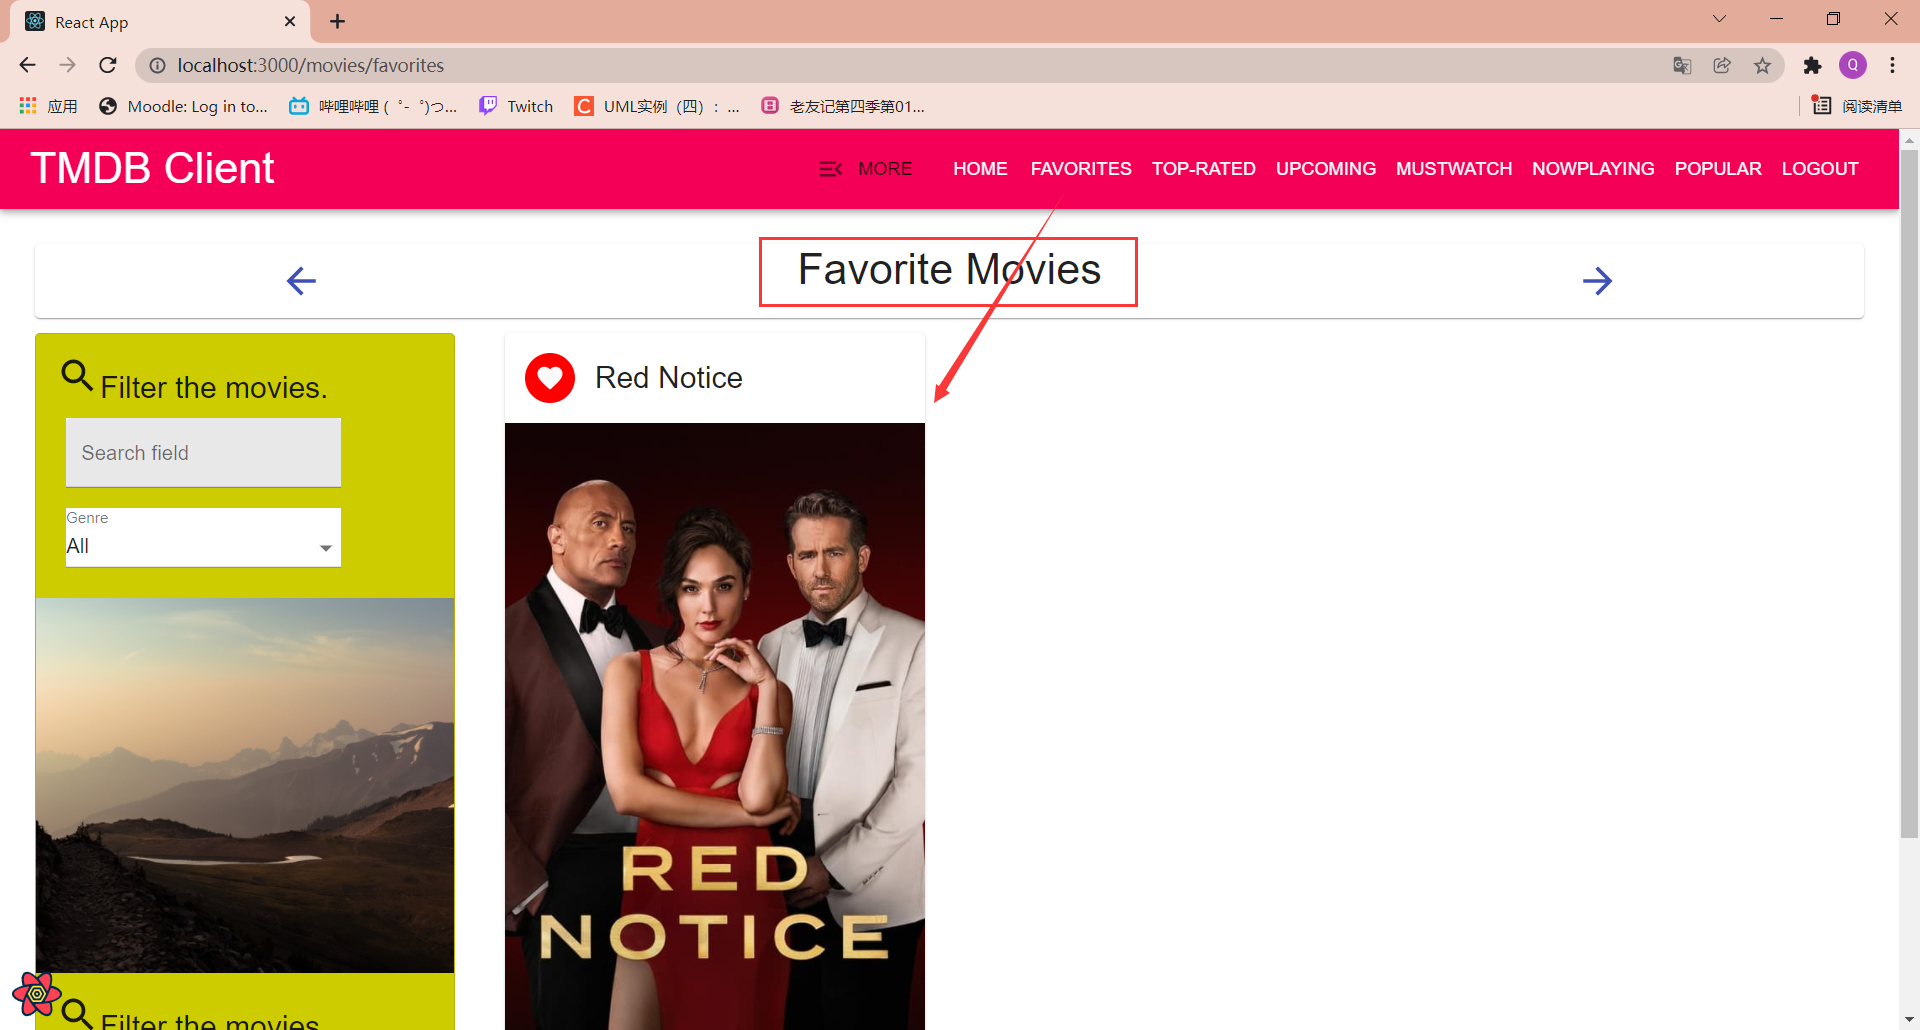 React App
localhost:3000/movies/favorites
Q
应用
Moodle: Log in to...
哔哩哔哩 ( ゜- ゜)つ...
Twitch
UML实例（四）：...
老友记第四季第01...
阅读清单
TMDB Client
MORE
HOME
FAVORITES
TOP-RATED
UPCOMING
MUSTWATCH
NOWPLAYING
POPULAR
LOGOUT
Favorite Movies
Filter the movies.
Search field
Genre
All
Red Notice
RED
NOTICE
Filter the movies.